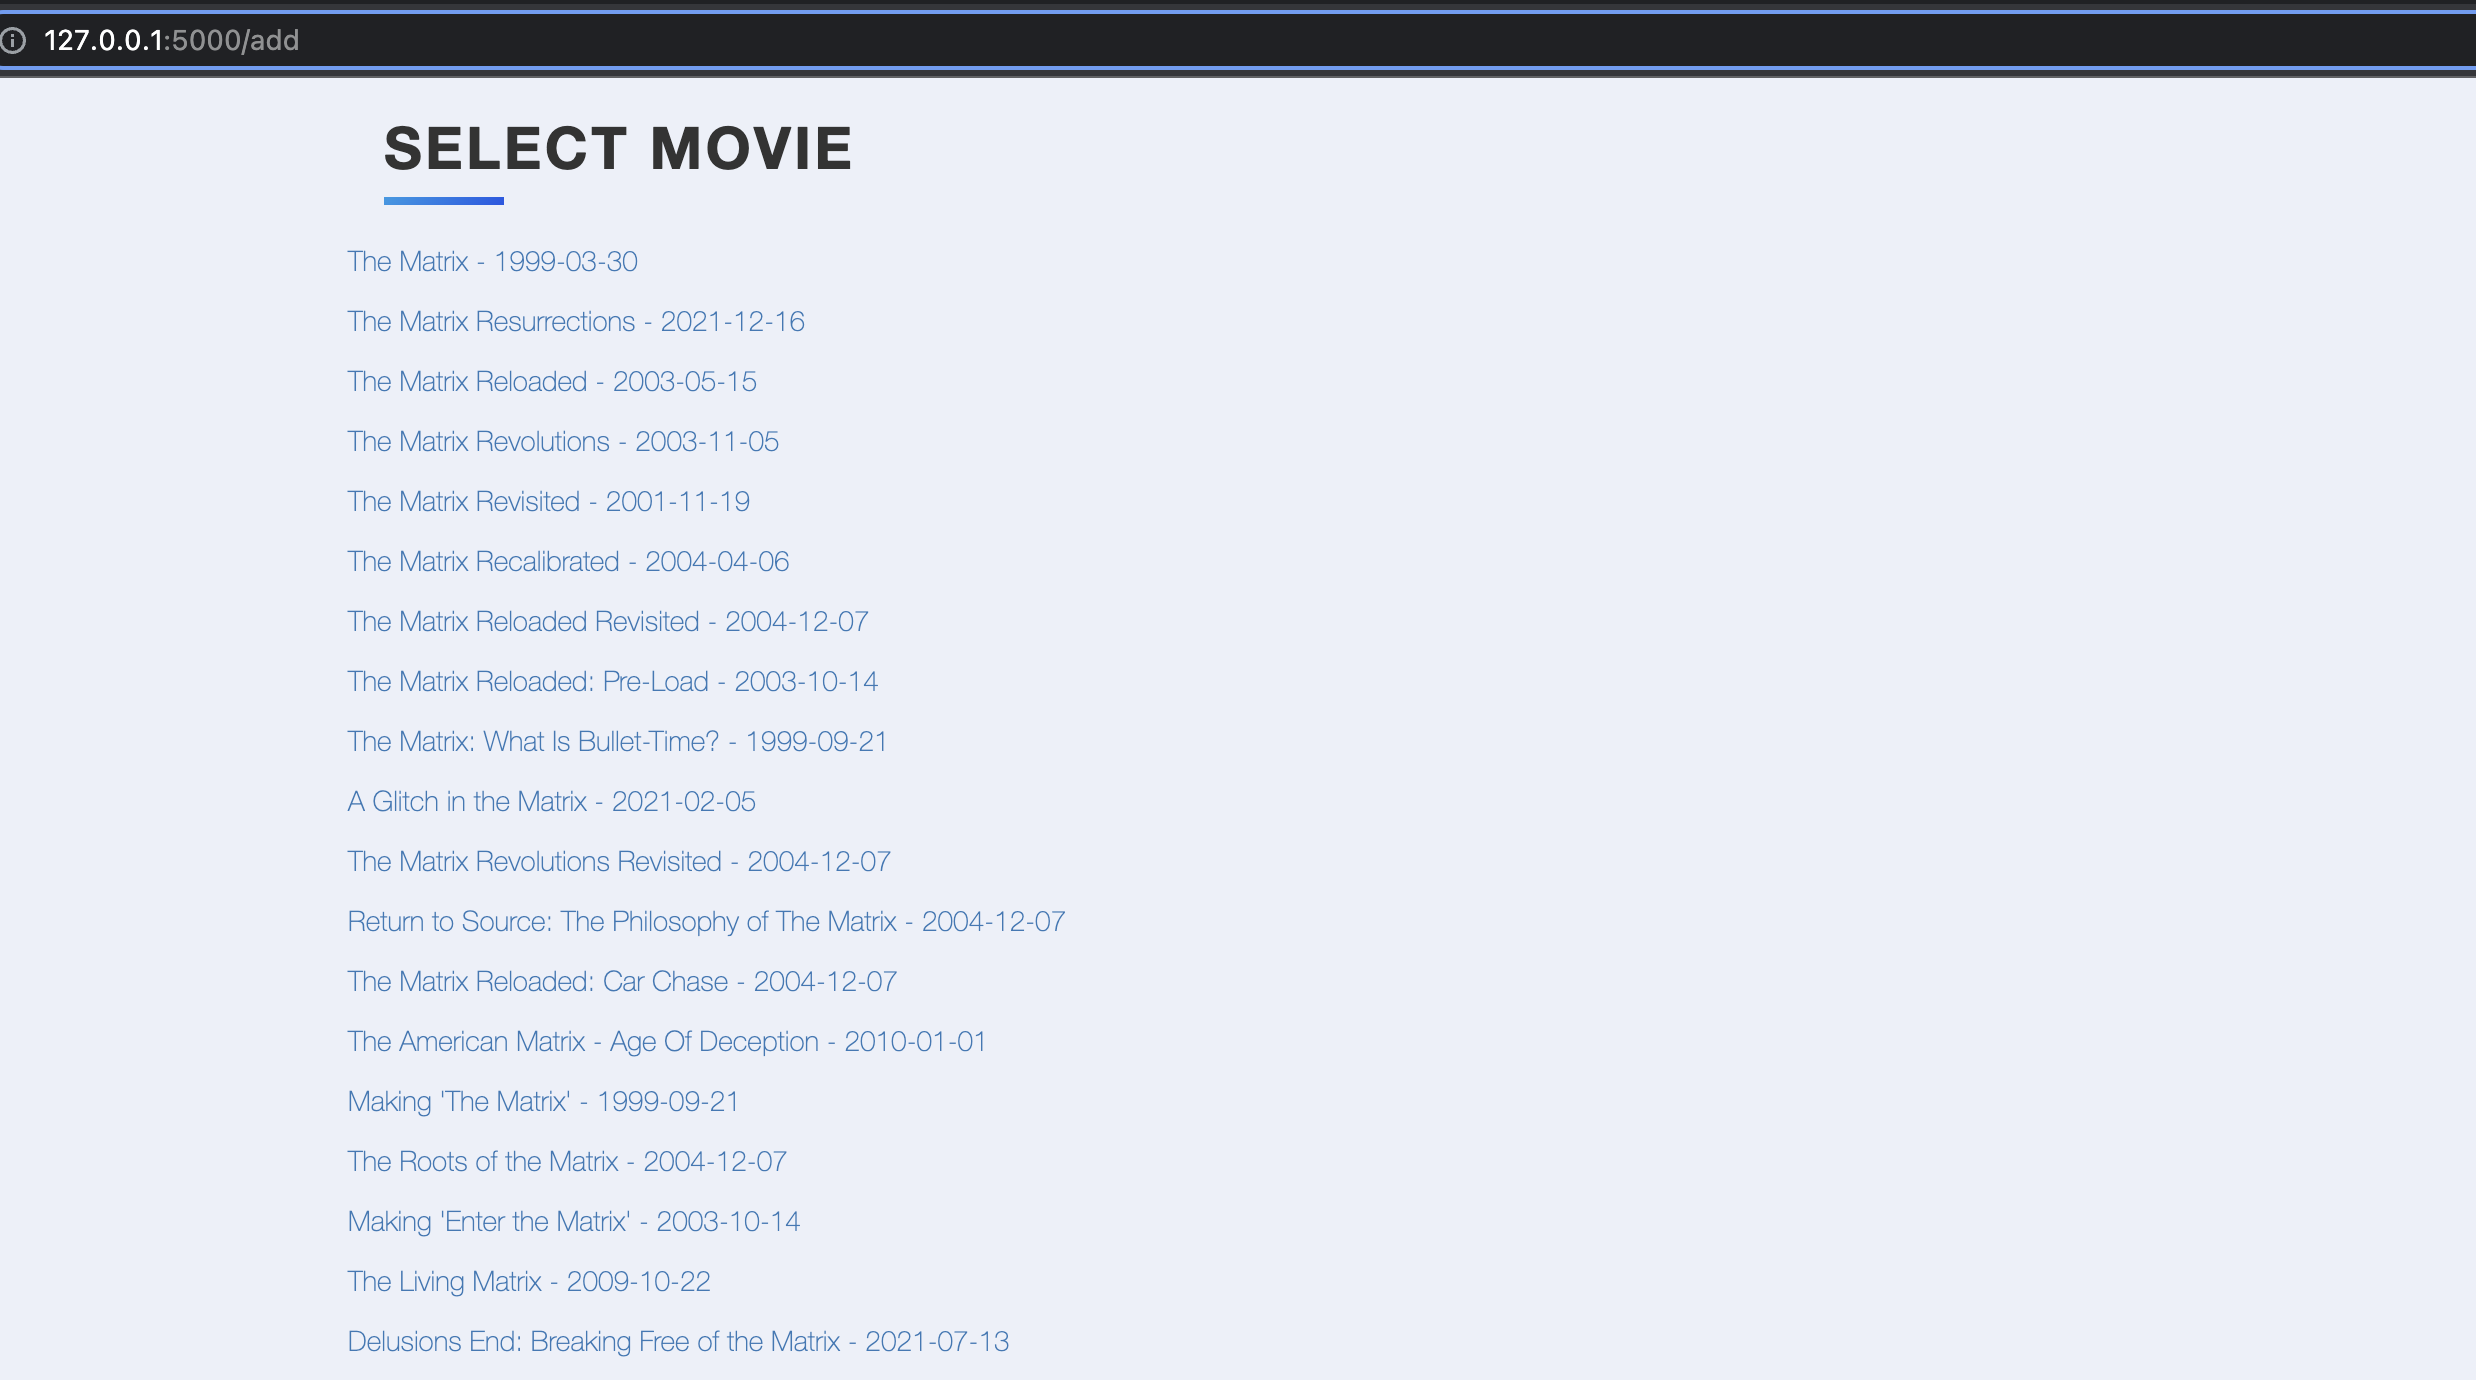 127.0.0.1:5000/add
SELECT MOVIE
The Matrix - 1999-03-30
The Matrix Resurrections - 2021-12-16
The Matrix Reloaded - 2003-05-15
The Matrix Revolutions - 2003-11-05
The Matrix Revisited - 2001-11-19
The Matrix Recalibrated - 2004-04-06
The Matrix Reloaded Revisited - 2004-12-07
The Matrix Reloaded: Pre-Load - 2003-10-14
The Matrix: What Is Bullet-Time? - 1999-09-21
A Glitch in the Matrix - 2021-02-05
The Matrix Revolutions Revisited - 2004-12-07
Return to Source: The Philosophy of The Matrix - 2004-12-07
The Matrix Reloaded: Car Chase - 2004-12-07
The American Matrix - Age Of Deception - 2010-01-01
Making 'The Matrix' - 1999-09-21
The Roots of the Matrix - 2004-12-07
Making 'Enter the Matrix' - 2003-10-14
The Living Matrix - 2009-10-22
Delusions End: Breaking Free of the Matrix - 2021-07-13